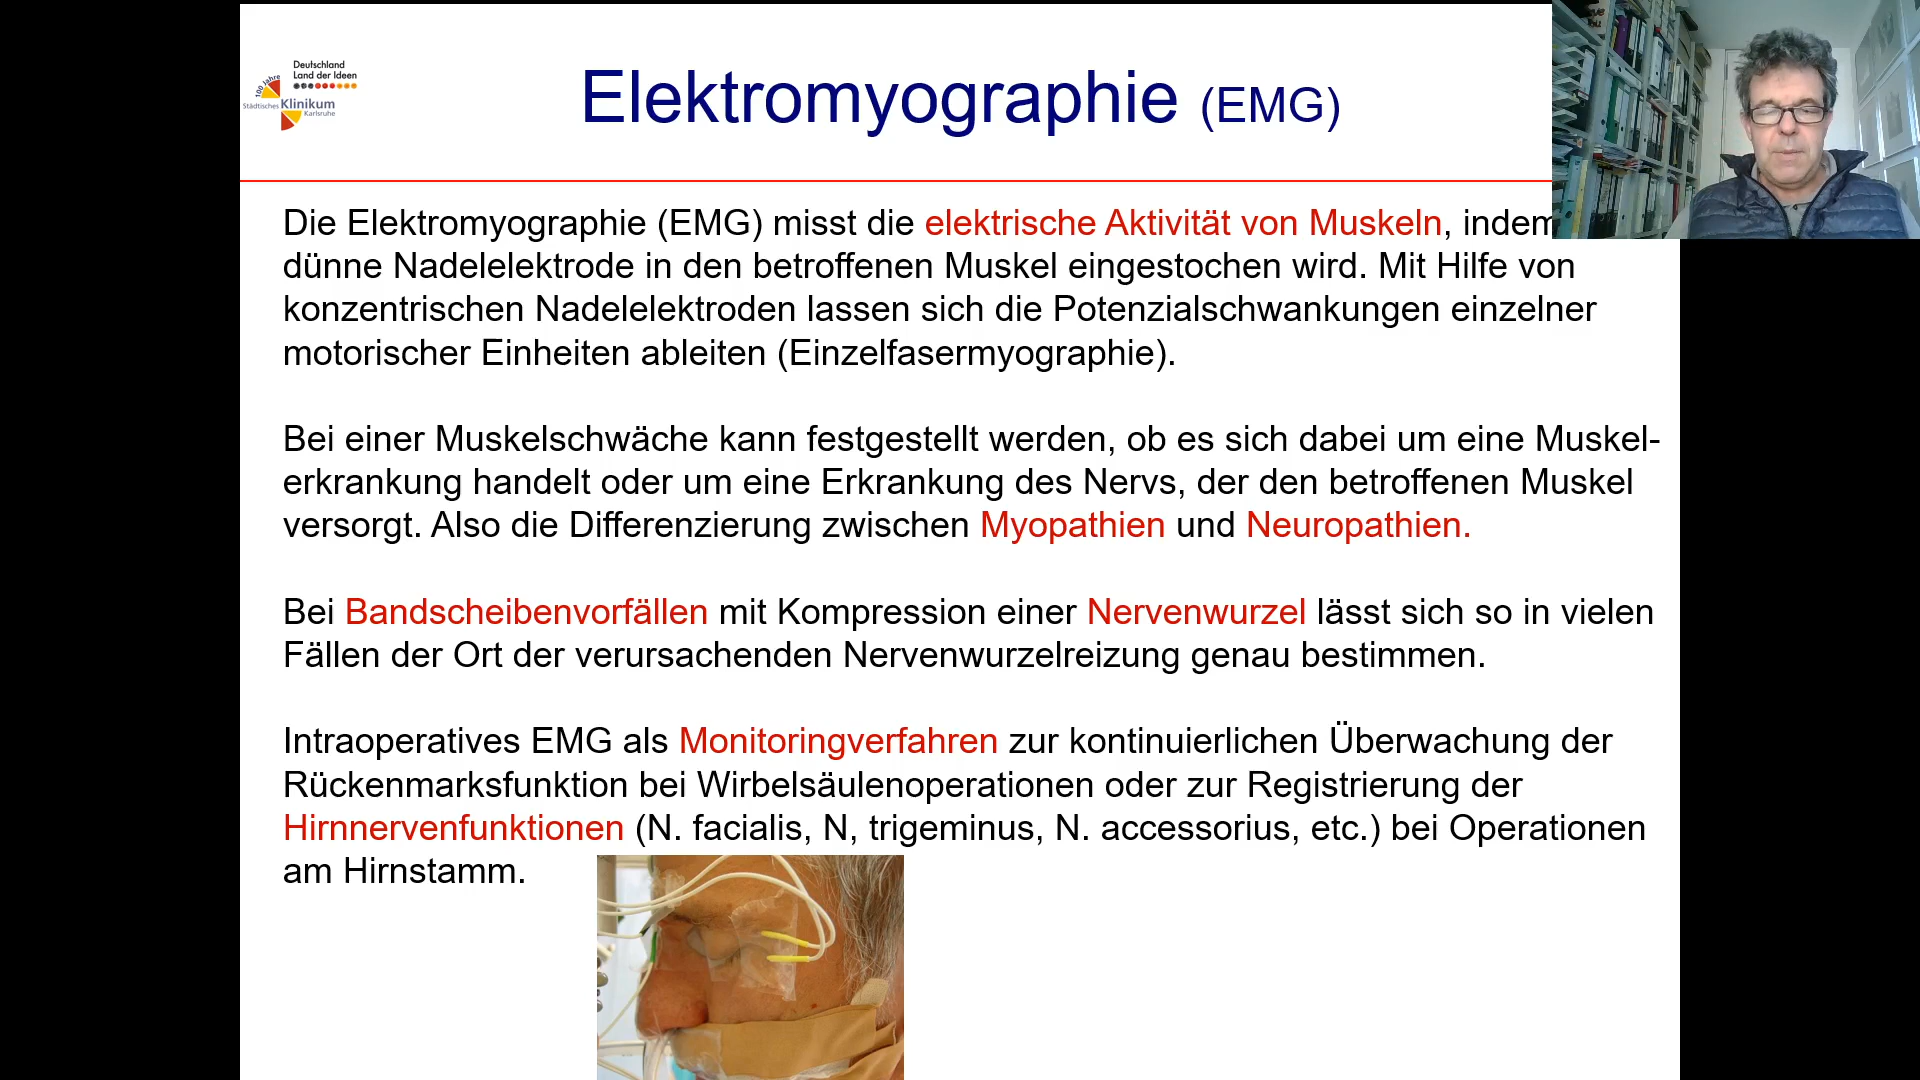 Deutschland
Land der Ideen
100 Jahre
Städtisches Klinikum
Karlsruhe
Elektromyographie (EMG)
Die Elektromyographie (EMG) misst die elektrische Aktivität von Muskeln, indem
dünne Nadelelektrode in den betroffenen Muskel eingestochen wird. Mit Hilfe von
konzentrischen Nadelelektroden lassen sich die Potenzialschwankungen einzelner
motorischer Einheiten ableiten (Einzelfasermyographie).
Bei einer Muskelschwäche kann festgestellt werden, ob es sich dabei um eine Muskel-
erkrankung handelt oder um eine Erkrankung des Nervs, der den betroffenen Muskel
versorgt. Also die Differenzierung zwischen Myopathien und Neuropathien.
Bei Bandscheibenvorfällen mit Kompression einer Nervenwurzel lässt sich so in vielen
Fällen der Ort der verursachenden Nervenwurzelreizung genau bestimmen.
Intraoperatives EMG als Monitoringverfahren zur kontinuierlichen Überwachung der
Rückenmarksfunktion bei Wirbelsäulenoperationen oder zur Registrierung der
Hirnnervenfunktionen (N. facialis, N, trigeminus, N. accessorius, etc.) bei Operationen
am Hirnstamm.